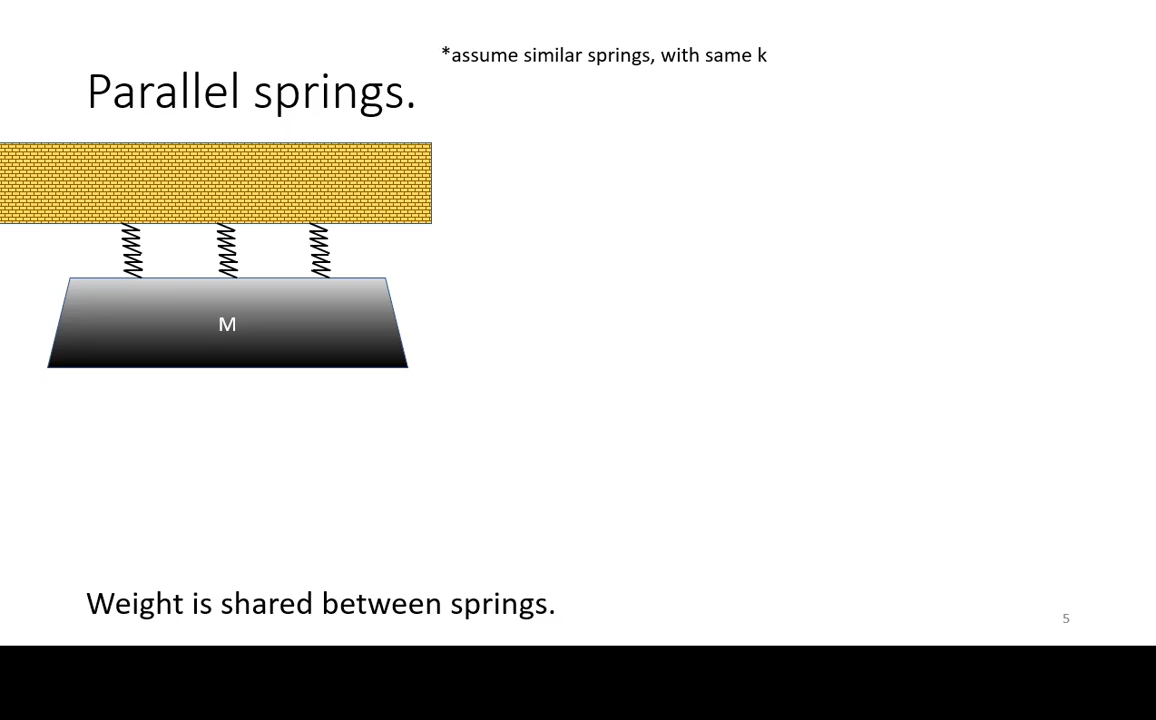 *assume similar springs, with same k
Parallel springs.
M
Weight is shared between springs.
5